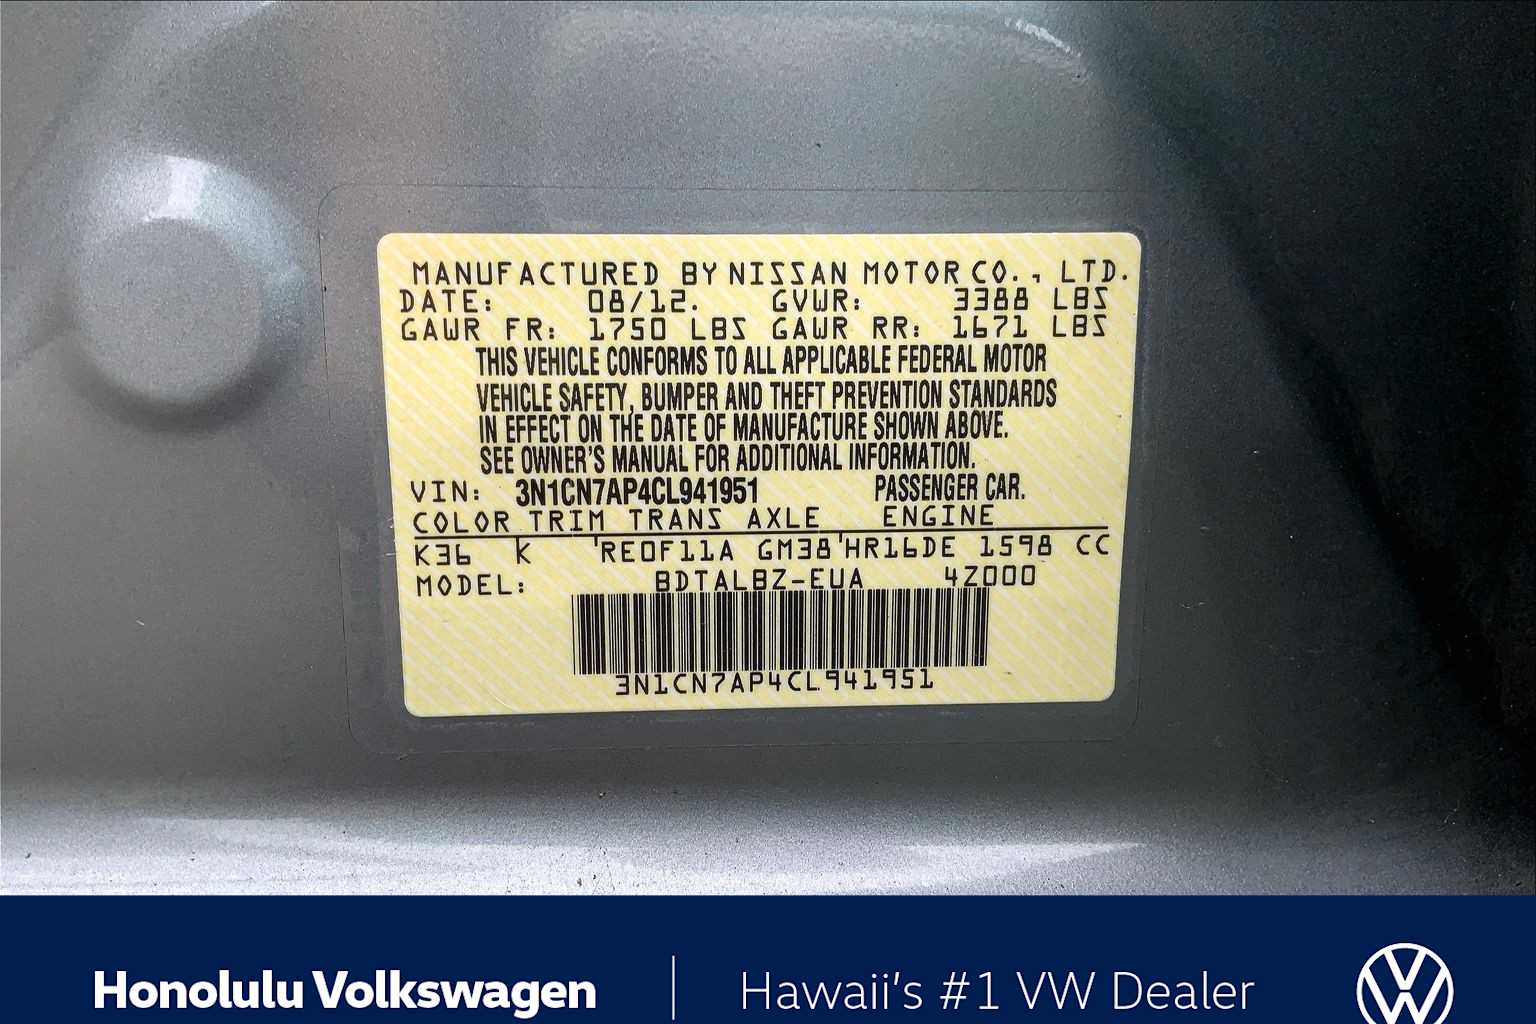 MANUFACTURED BY NISSAN MOTOR CO., LTD.
DATE: 08/12. GVWR: 3388 LBS
GAWR FR: 1750 LBS GAWR RR: 1671 LBS
THIS VEHICLE CONFORMS TO ALL APPLICABLE FEDERAL MOTOR
VEHICLE SAFETY, BUMPER AND THEFT PREVENTION STANDARDS
IN EFFECT ON THE DATE OF MANUFACTURE SHOWN ABOVE.
SEE OWNER'S MANUAL FOR ADDITIONAL INFORMATION.
VIN: 3N1CN7AP4CL941951 PASSENGER CAR.
COLOR TRIM TRANS AXLE ENGINE
K36 K 'RE0F11A GM38'HR16DE 1598 CC
MODEL: BDTALBZ-EUA 4Z000
3N1CN7AP4CL941951
Honolulu Volkswagen | Hawaii's #1 VW Dealer